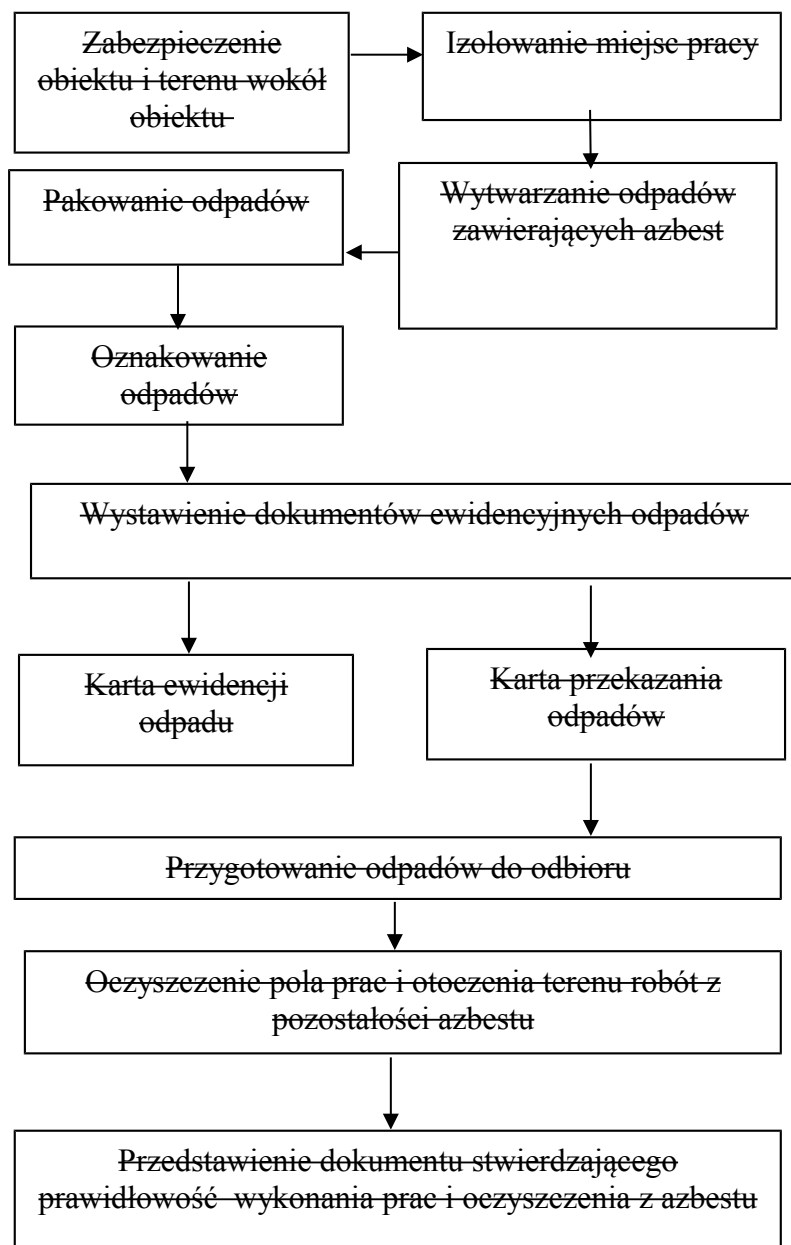 Zabezpieczenie
obiektu i terenu wokół
obiektu
Izolowanie miejsc pracy
Wytwarzanie odpadów
zawierających azbest
Pakowanie odpadów
Oznakowanie
odpadów
Wystawienie dokumentów ewidencyjnych odpadów
Karta ewidencji
odpadu
Karta przekazania
odpadów
Przygotowanie odpadów do odbioru
Oczyszczenie pola prac i otoczenia terenu robót z
pozostałości azbestu
Przedstawienie dokumentu stwierdzającego
prawidłowość wykonania prac i oczyszczenia z azbestu